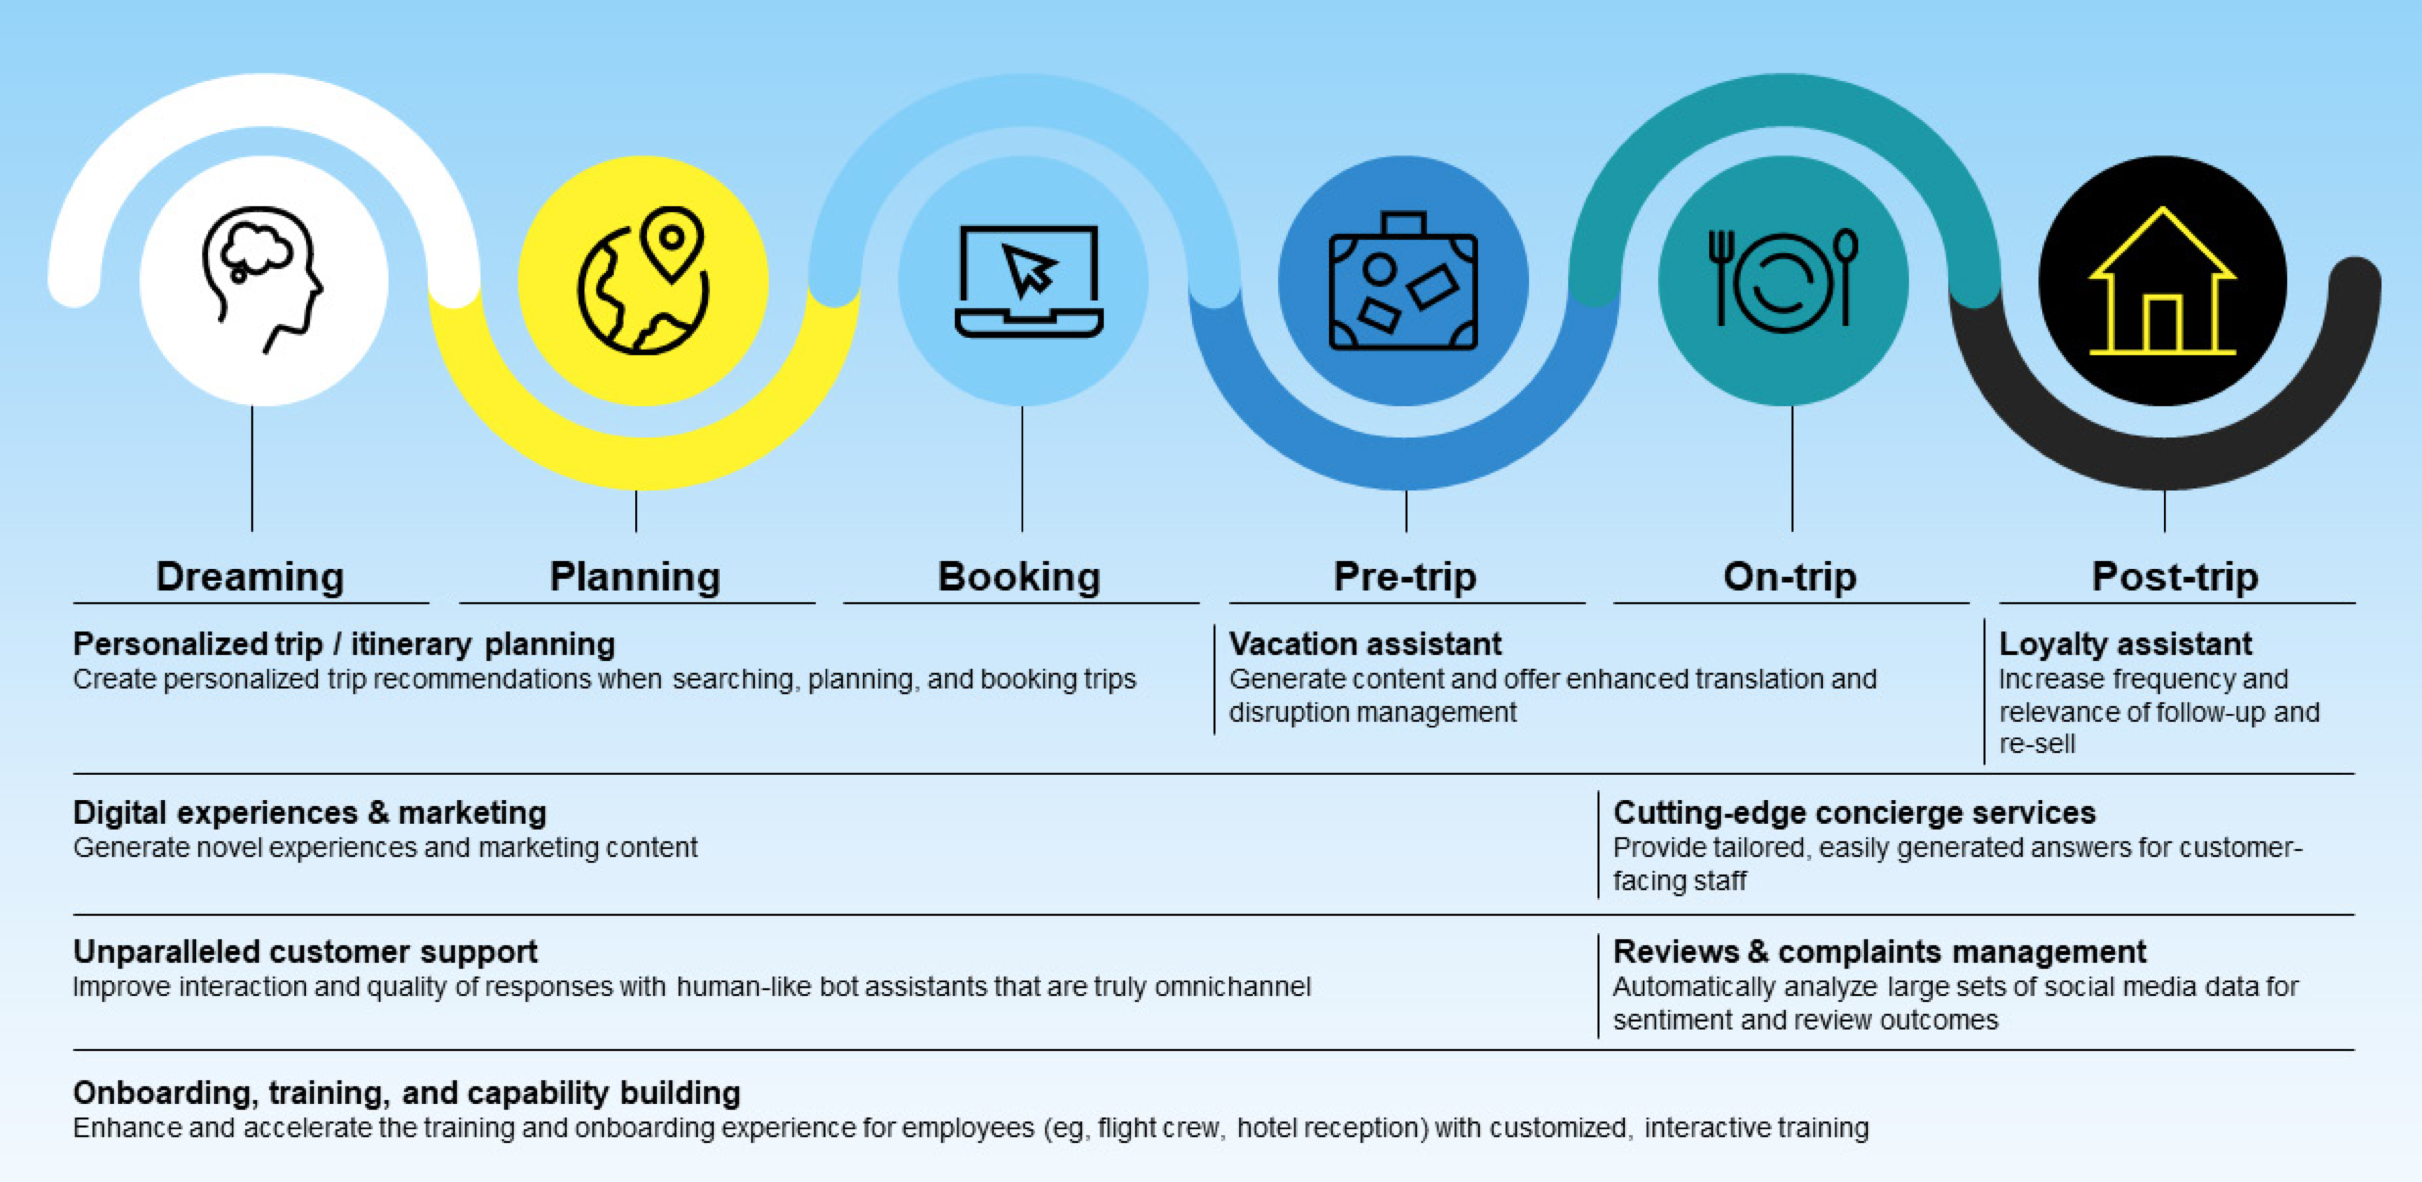 Dreaming
Planning
Booking
Pre-trip
On-trip
Post-trip
Personalized trip / itinerary planning
Create personalized trip recommendations when searching, planning, and booking trips
Vacation assistant
Generate content and offer enhanced translation and
disruption management
Loyalty assistant
Increase frequency and
relevance of follow-up and
re-sell
Digital experiences & marketing
Generate novel experiences and marketing content
Cutting-edge concierge services
Provide tailored, easily generated answers for customer-
facing staff
Unparalleled customer support
Improve interaction and quality of responses with human-like bot assistants that are truly omnichannel
Reviews & complaints management
Automatically analyze large sets of social media data for
sentiment and review outcomes
Onboarding, training, and capability building
Enhance and accelerate the training and onboarding experience for employees (eg, flight crew, hotel reception) with customized, interactive training